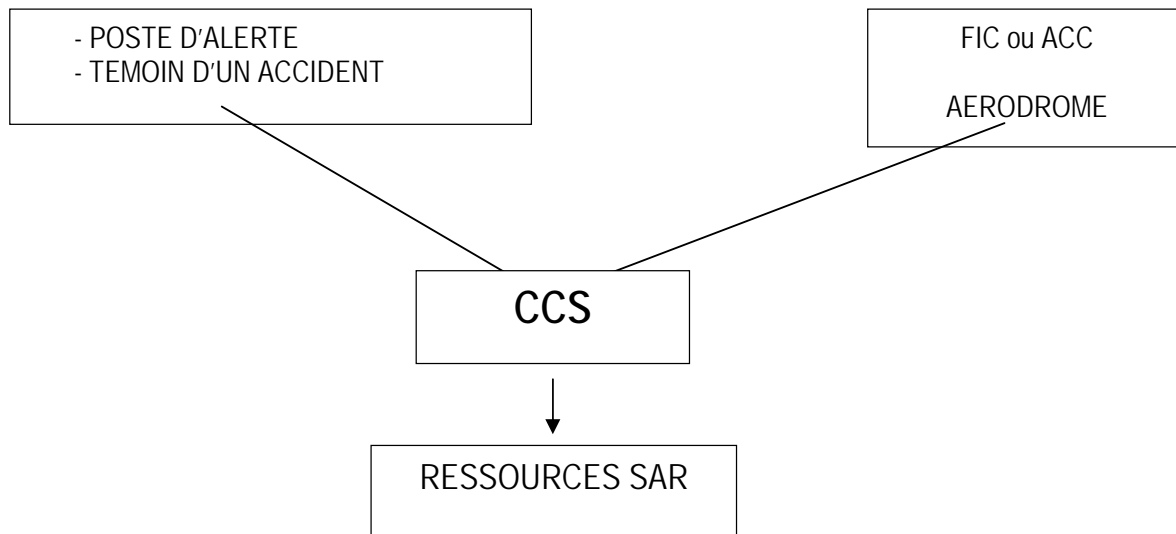 - POSTE D'ALERTE
- TEMOIN D'UN ACCIDENT
FIC ou ACC
AERODROME
CCS
RESSOURCES SAR